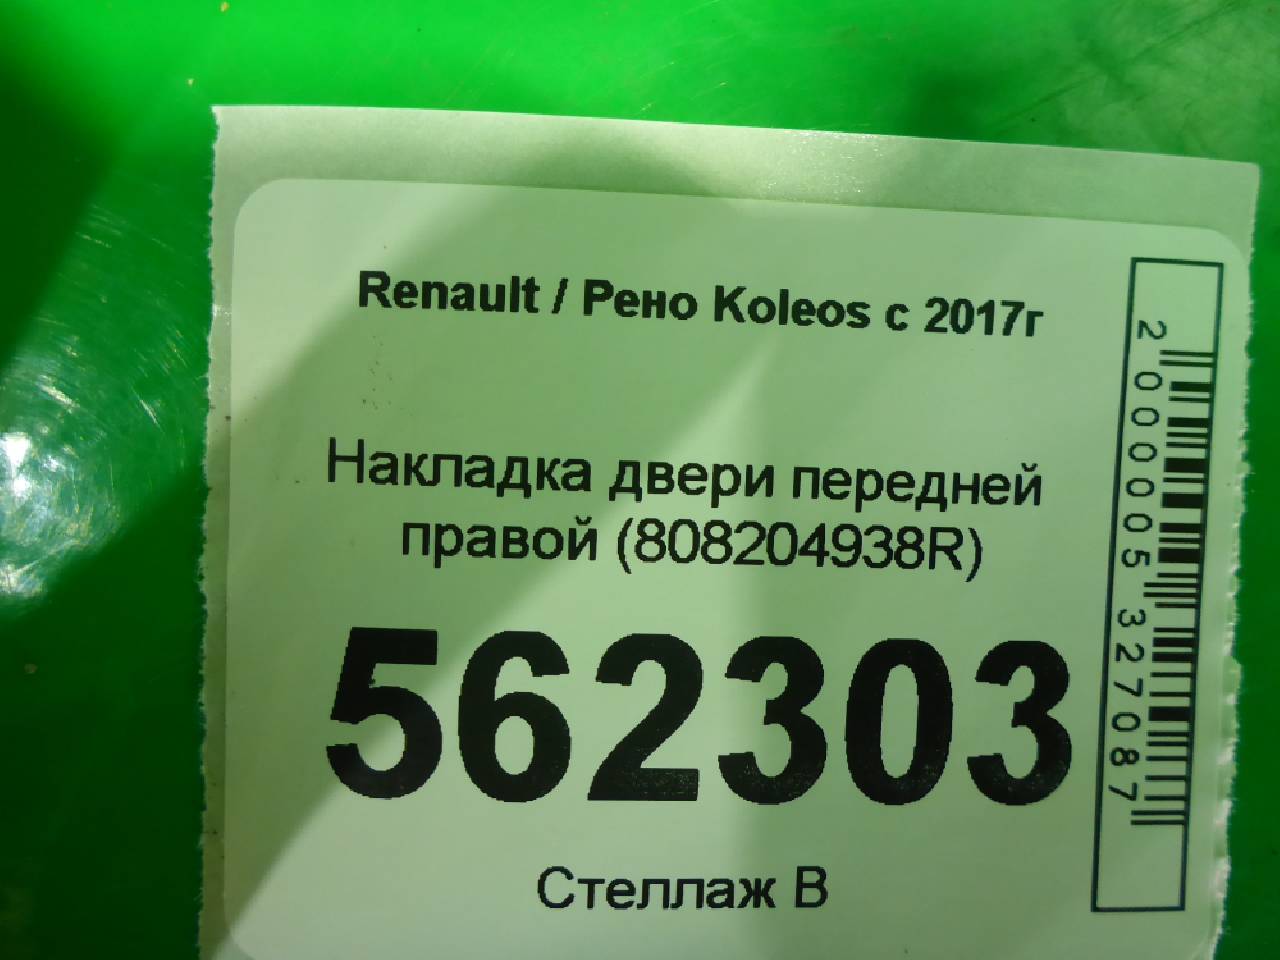 Renault / Рено Koleos с 2017г
Накладка двери передней
правой (808204938R)
562303
Стеллаж В
2000005327087